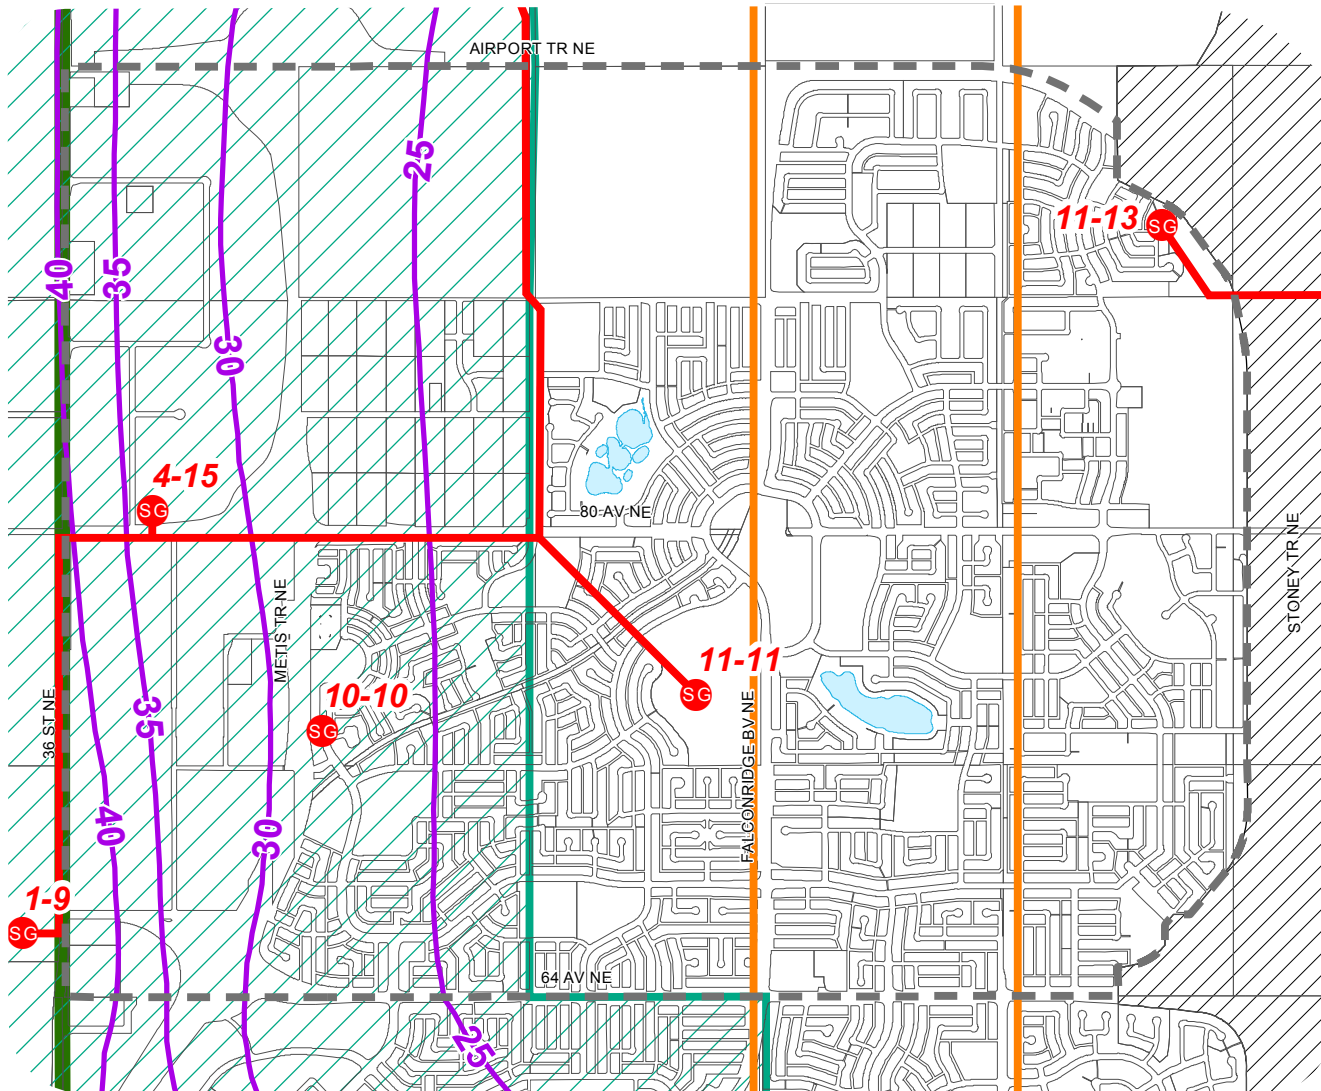 AIRPORT TR NE
25
11-13
SG
40
35
30
4-15
SG
80 AV NE
STONEY TR NE
METIS TR NE
11-11
SG
10-10
SG
36 ST NE
35
FALCONRIDGE BV NE
40
30
1-9
SG
64 AV NE
25